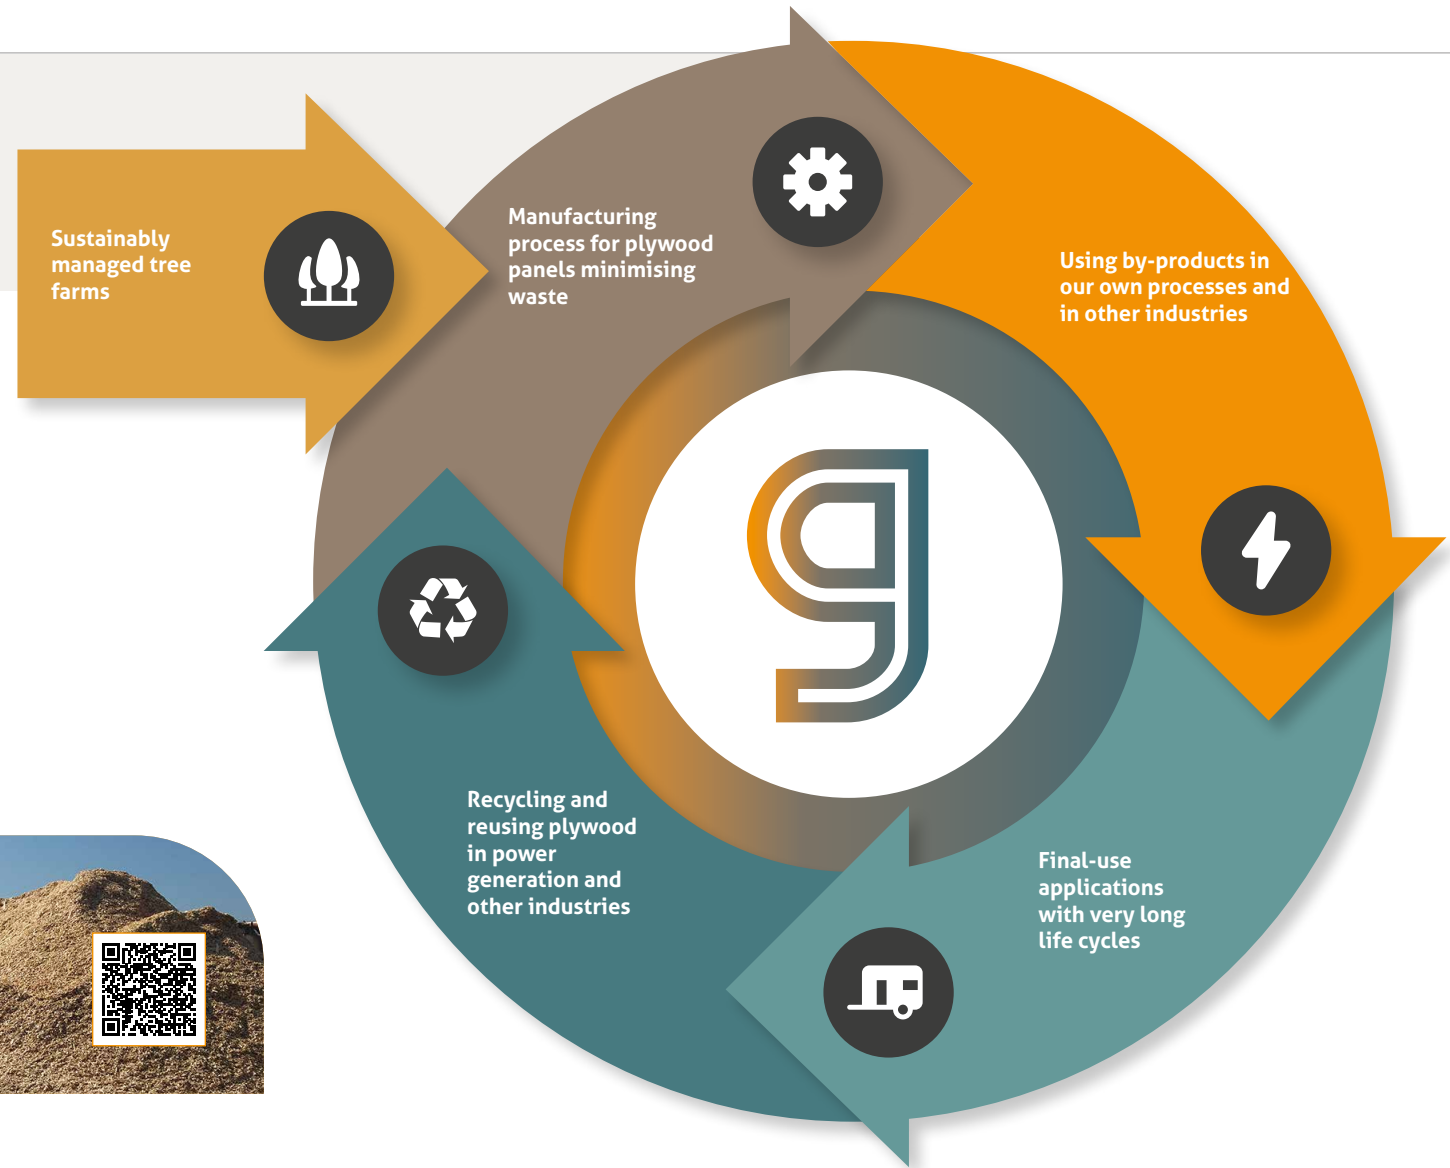 Sustainably
managed tree
farms
Manufacturing
process for plywood
panels minimising
waste
Using by-products in
our own processes and
in other industries
g
Final-use
applications
with very long
life cycles
Recycling and
reusing plywood
in power
generation and
other industries